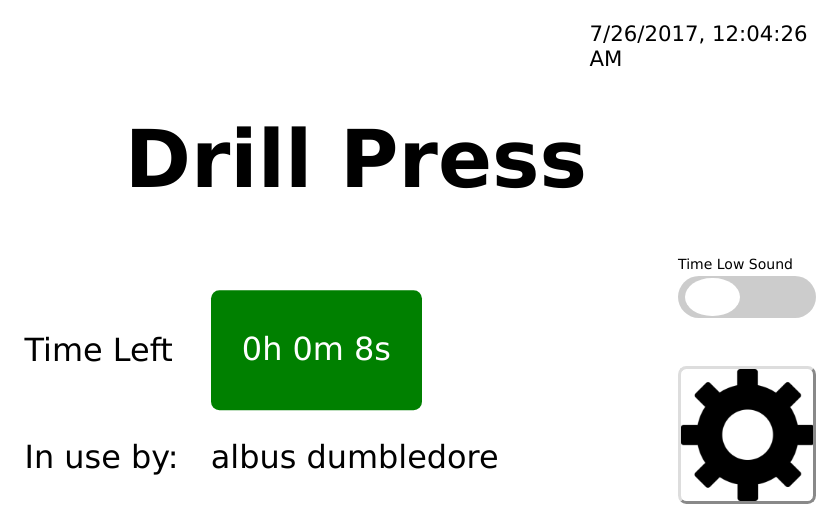 7/26/2017, 12:04:26
AM
Drill Press
Time Low Sound
Time Left
0h 0m 8s
In use by:
albus dumbledore